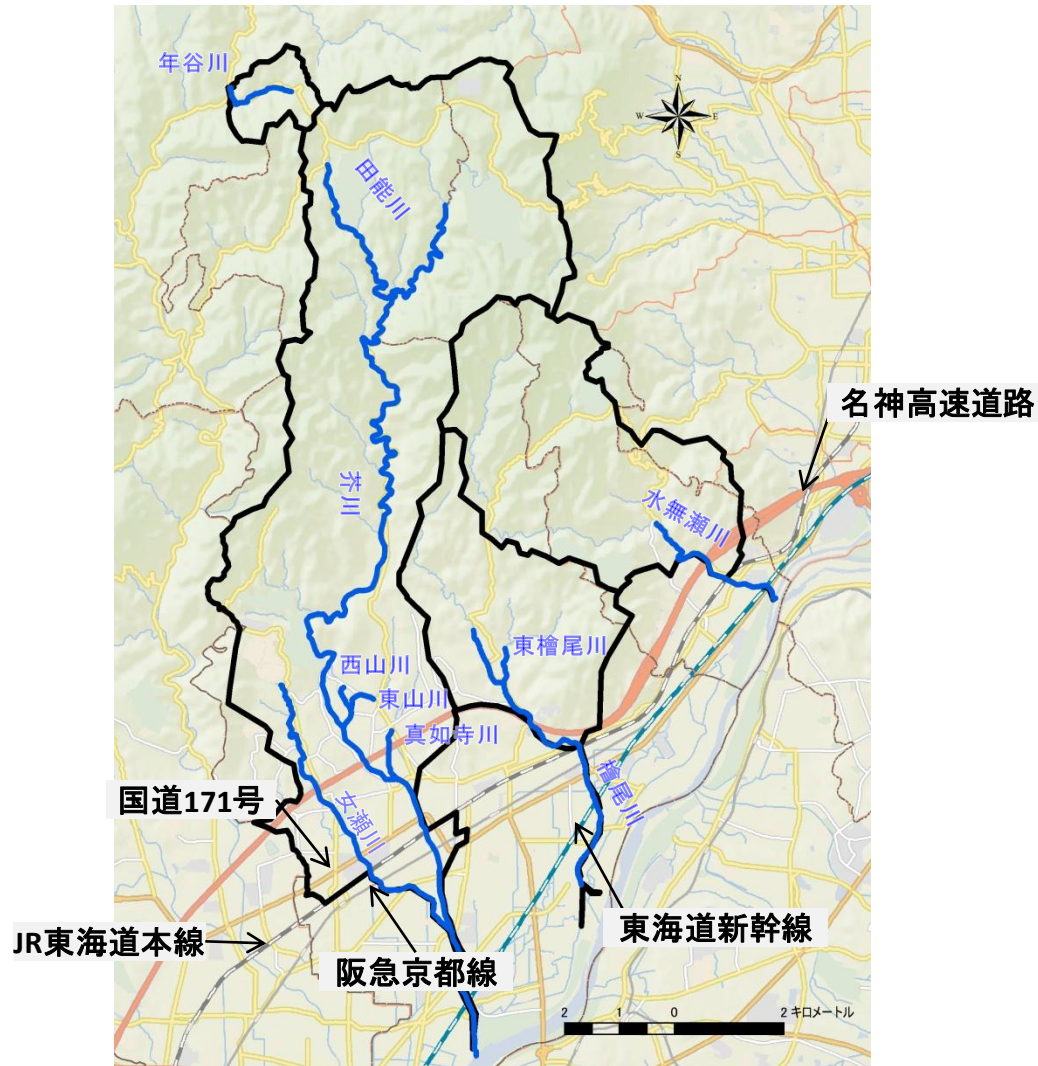 年谷川
N
W
E
S
田能川
名神高速道路
芥川
水無瀬川
東檜尾川
西山川
東山川
真如寺川
国道171号
女瀬川
檜尾川
東海道新幹線
JR東海道本線
阪急京都線
2 1 0 2 キロメートル